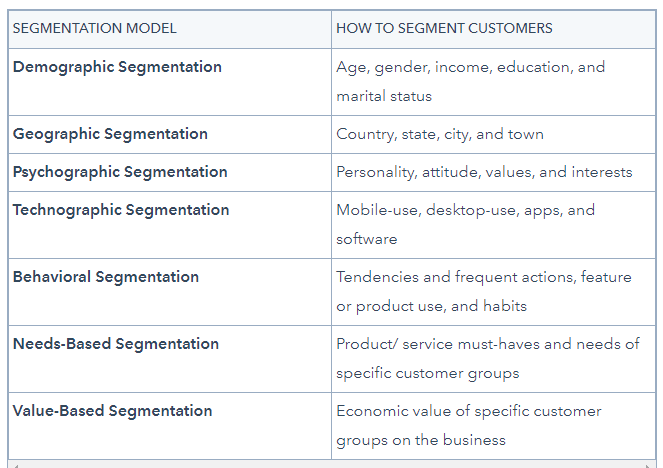 SEGMENTATION MODEL HOW TO SEGMENT CUSTOMERS
Demographic Segmentation Age, gender, income, education, and
marital status
Geographic Segmentation Country, state, city, and town
Psychographic Segmentation Personality, attitude, values, and interests
Technographic Segmentation Mobile-use, desktop-use, apps, and
software
Behavioral Segmentation Tendencies and frequent actions, feature
or product use, and habits
Needs-Based Segmentation Product/ service must-haves and needs of
specific customer groups
Value-Based Segmentation Economic value of specific customer
groups on the business